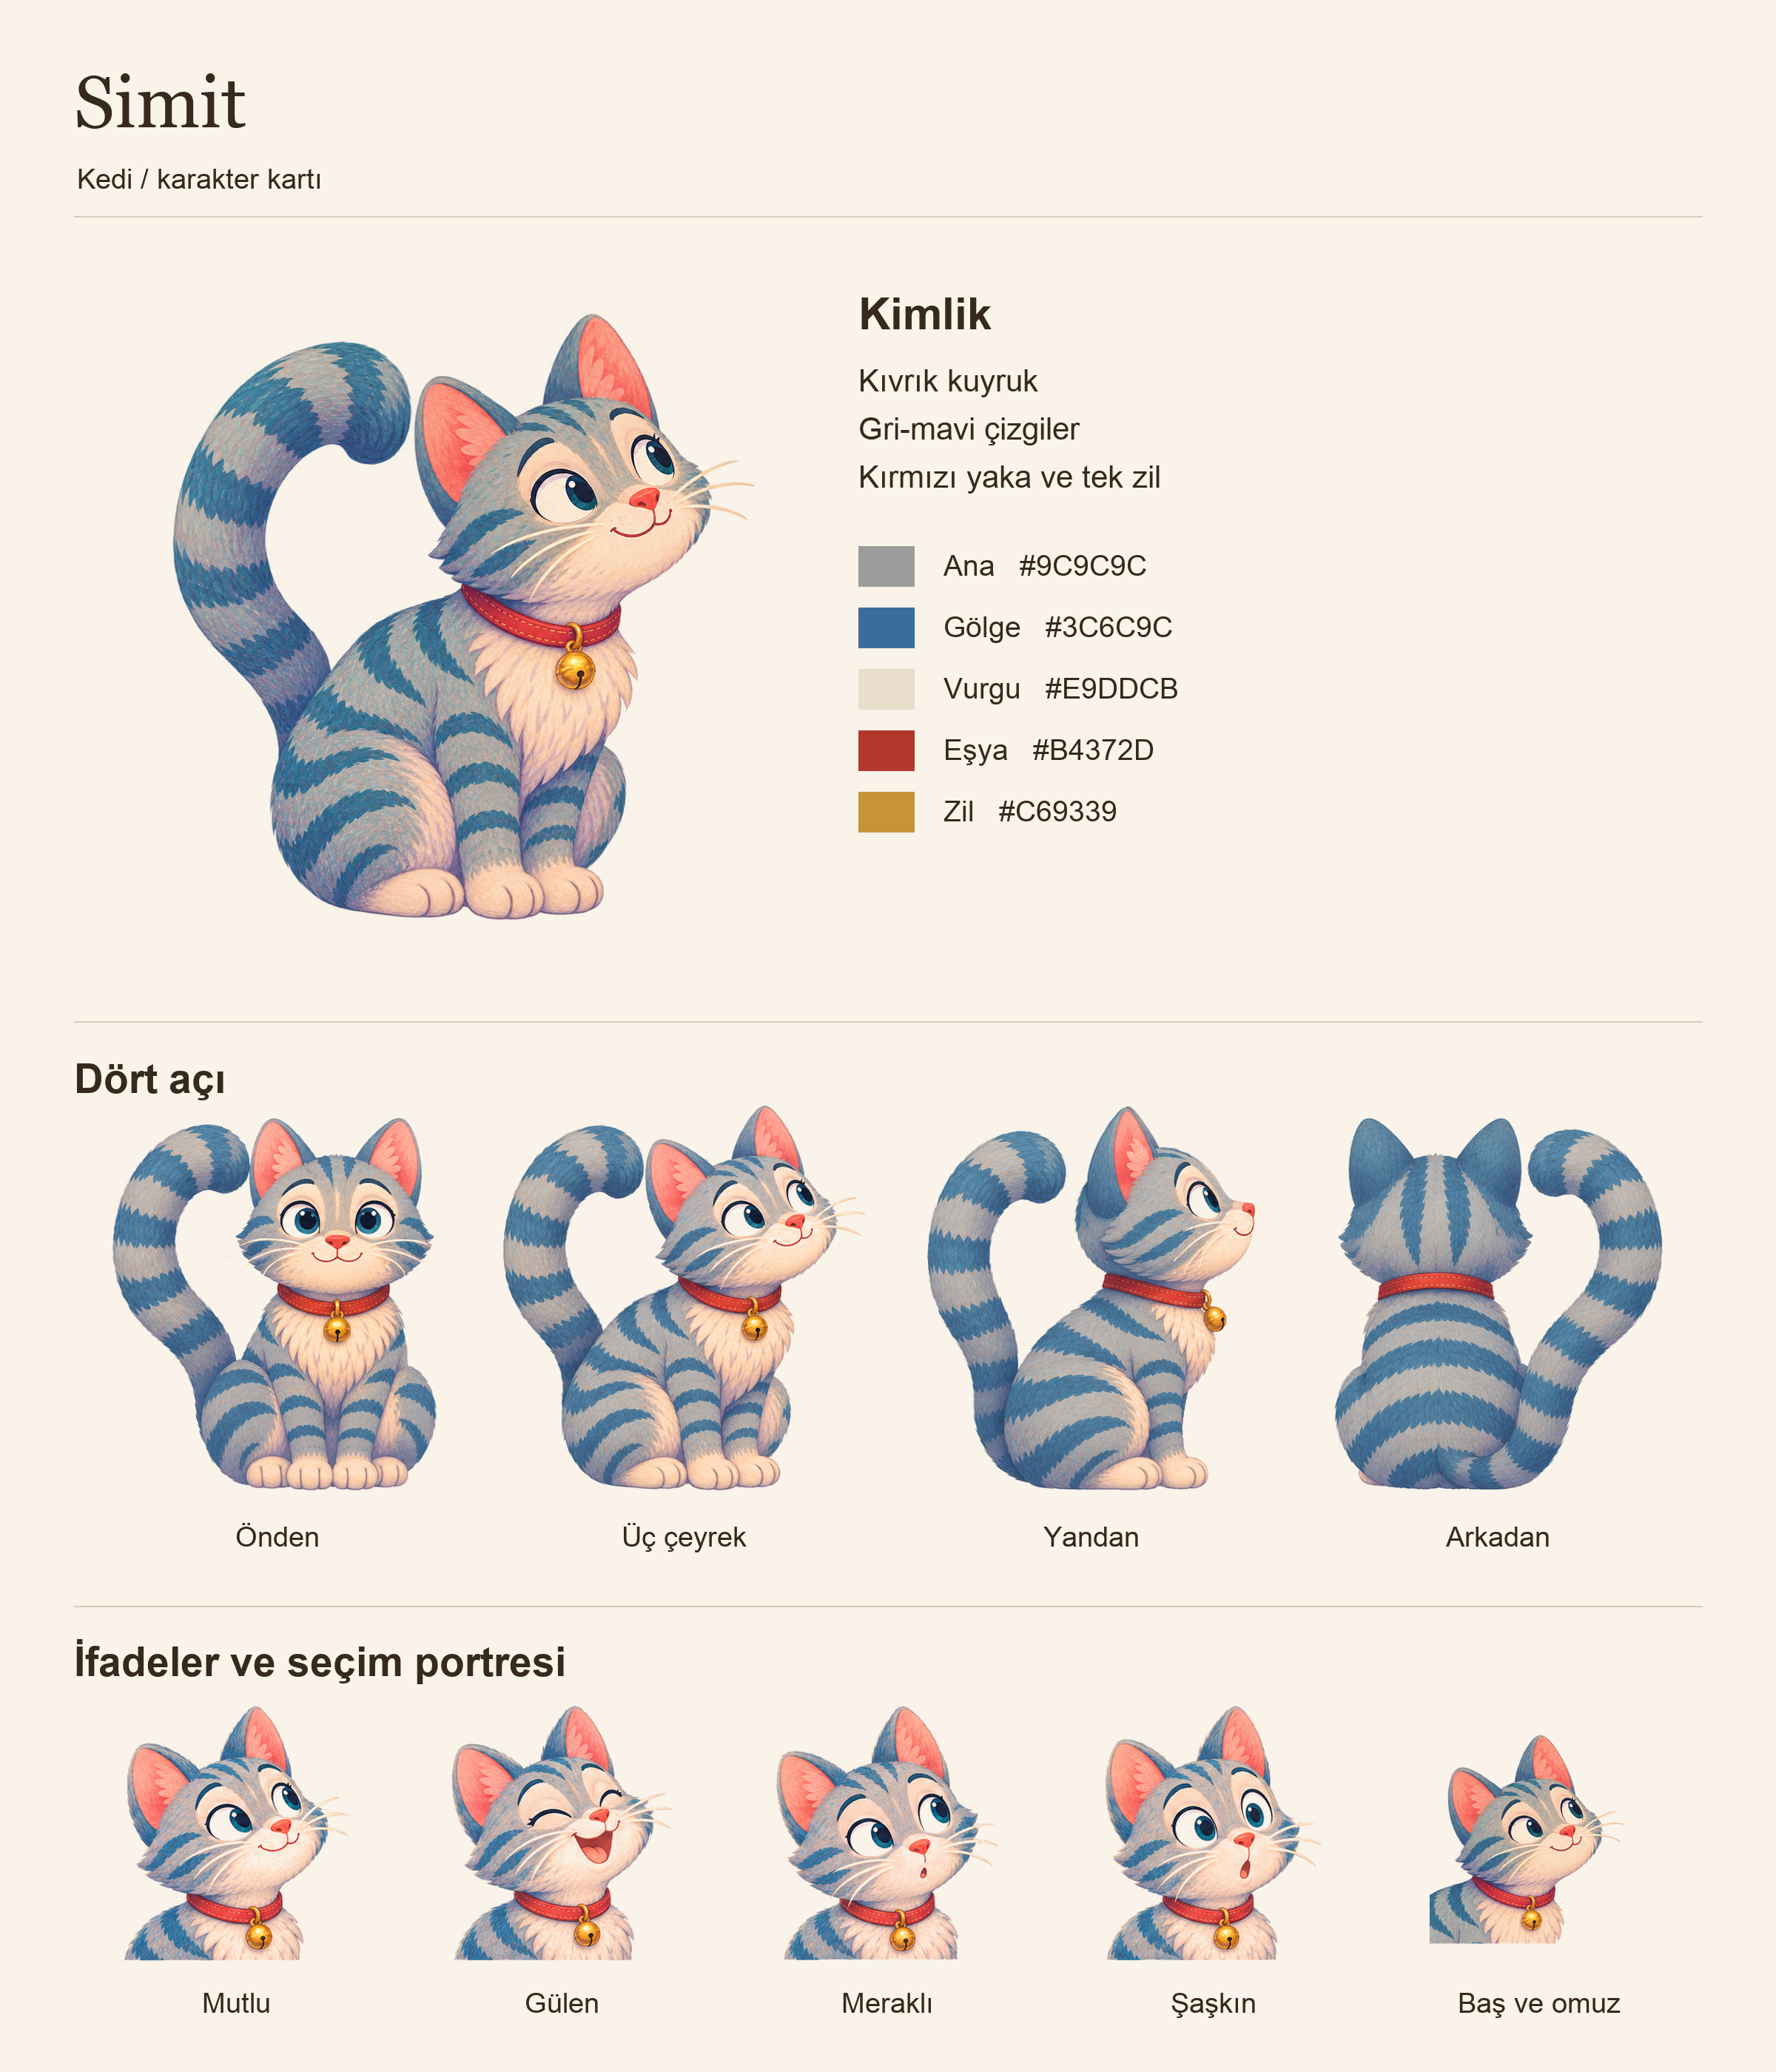 Simit
Kedi / karakter kartı
Kimlik
Kıvrık kuyruk
Gri-mavi çizgiler
Kırmızı yaka ve tek zil
Ana #9C9C9C
Gölge #3C6C9C
Vurgu #E9DDCB
Eşya #B4372D
Zil #C69339
Dört açı
Önden
Üç çeyrek
Yandan
Arkadan
İfadeler ve seçim portresi
Mutlu
Gülen
Meraklı
Şaşkın
Baş ve omuz